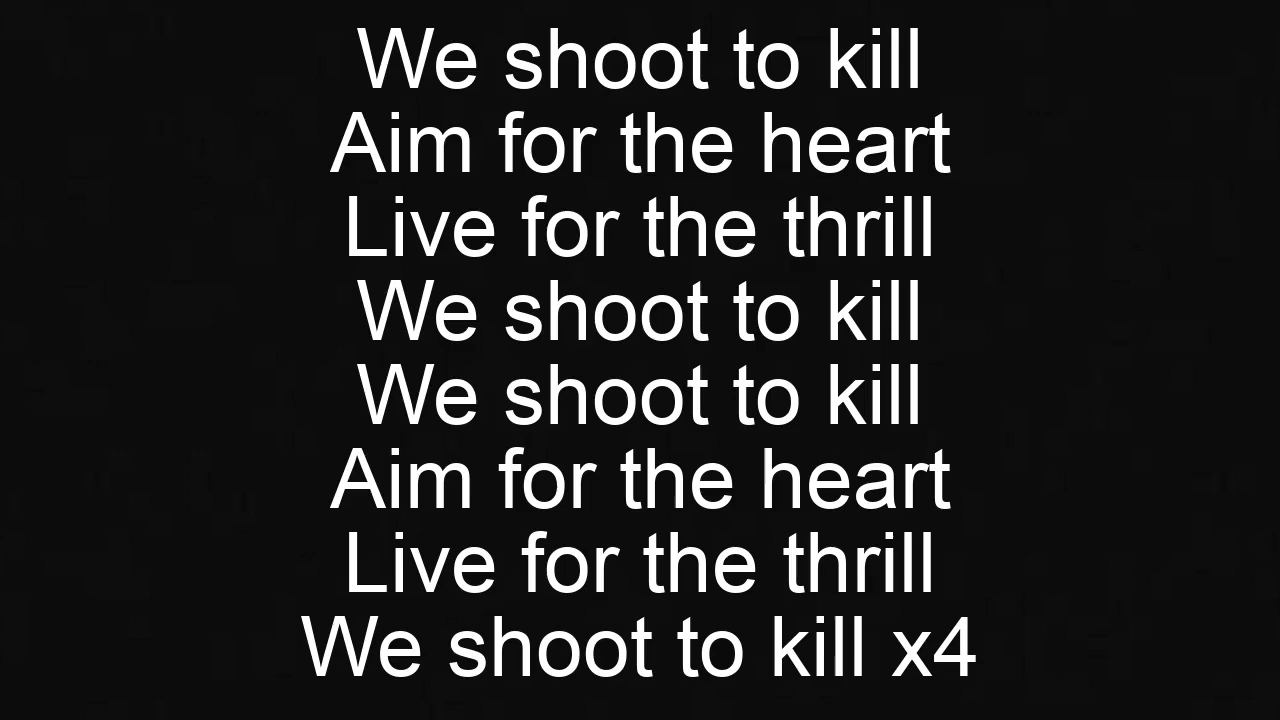 We shoot to kill
Aim for the heart
Live for the thrill
We shoot to kill
We shoot to kill
Aim for the heart
Live for the thrill
We shoot to kill x4